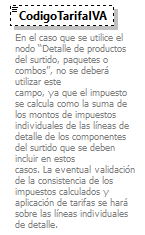 CodigoTarifaIVA
En el caso que se utilice el
nodo "Detalle de productos
del surtido, paquetes o
combos", no se deberá
utilizar este
campo, ya que el impuesto
se calcula como la suma de
los montos de impuestos
individuales de las líneas de
detalle de los componentes
del surtido que se deben
incluir en estos
casos. La eventual validación
de la consistencia de los
impuestos calculados y
aplicación de tarifas se hará
sobre las líneas individuales
de detalle.